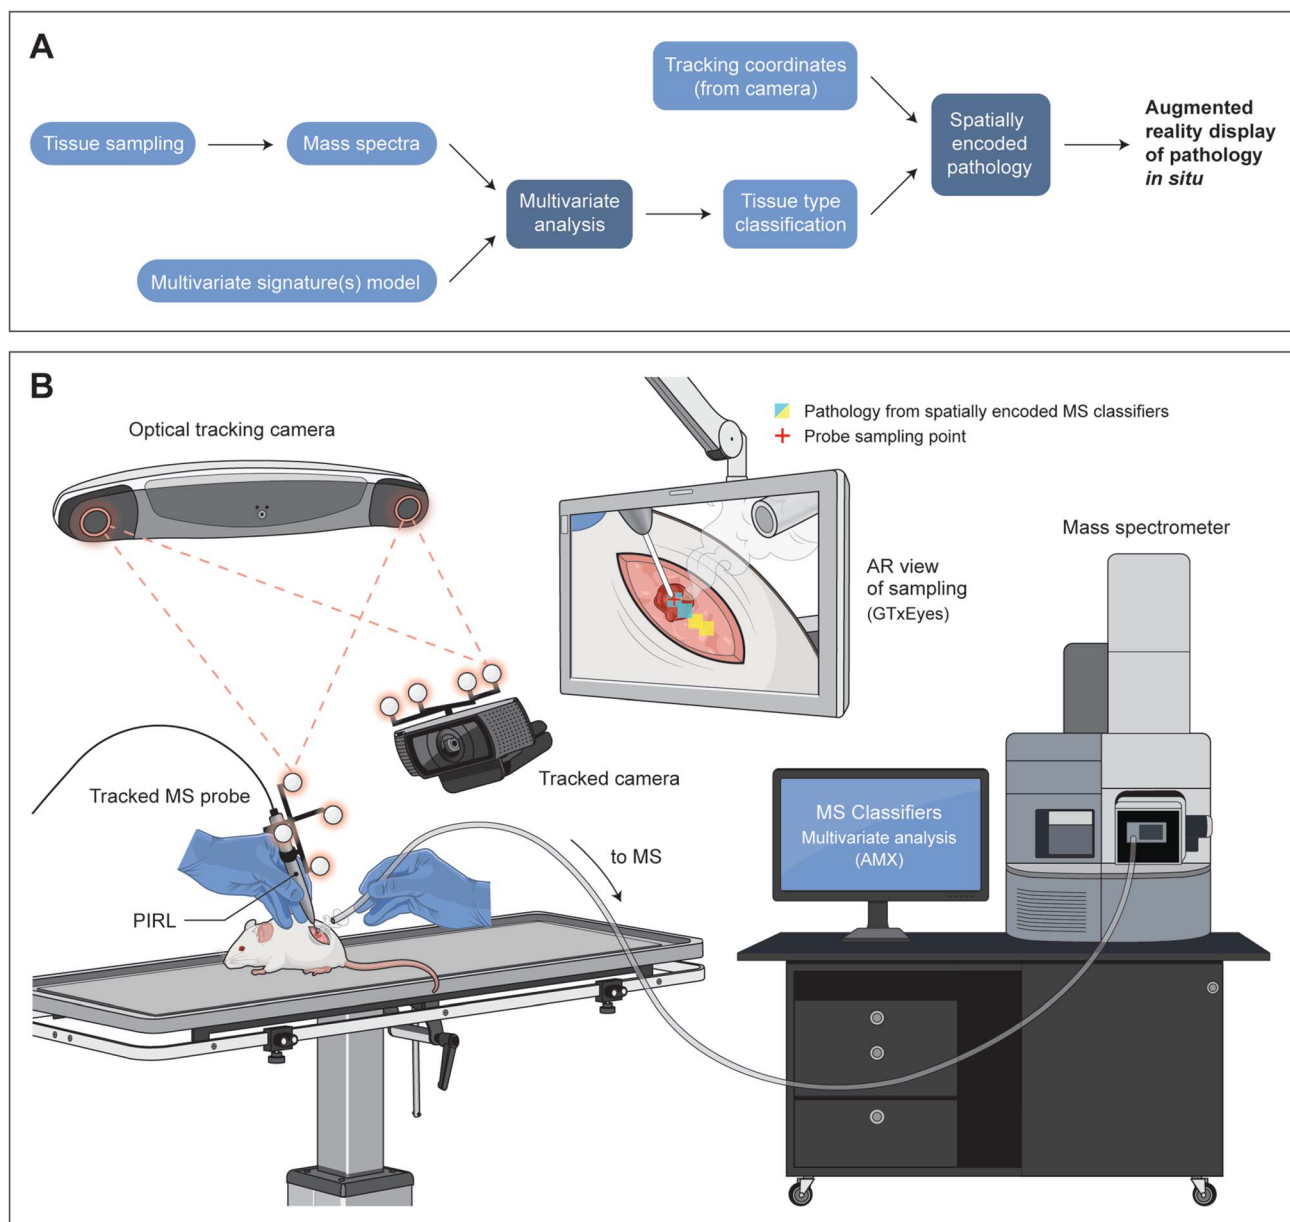 A
Tissue sampling
Mass spectra
Multivariate signature(s) model
Multivariate
analysis
Tracking coordinates
(from camera)
Tissue type
classification
Spatially
encoded
pathology
Augmented
reality display
of pathology
in situ
B
Optical tracking camera
Pathology from spatially encoded MS classifiers
Probe sampling point
Mass spectrometer
AR view
of sampling
(GTxEyes)
Tracked camera
Tracked MS probe
MS Classifiers
Multivariate analysis
(AMX)
to MS
PIRL